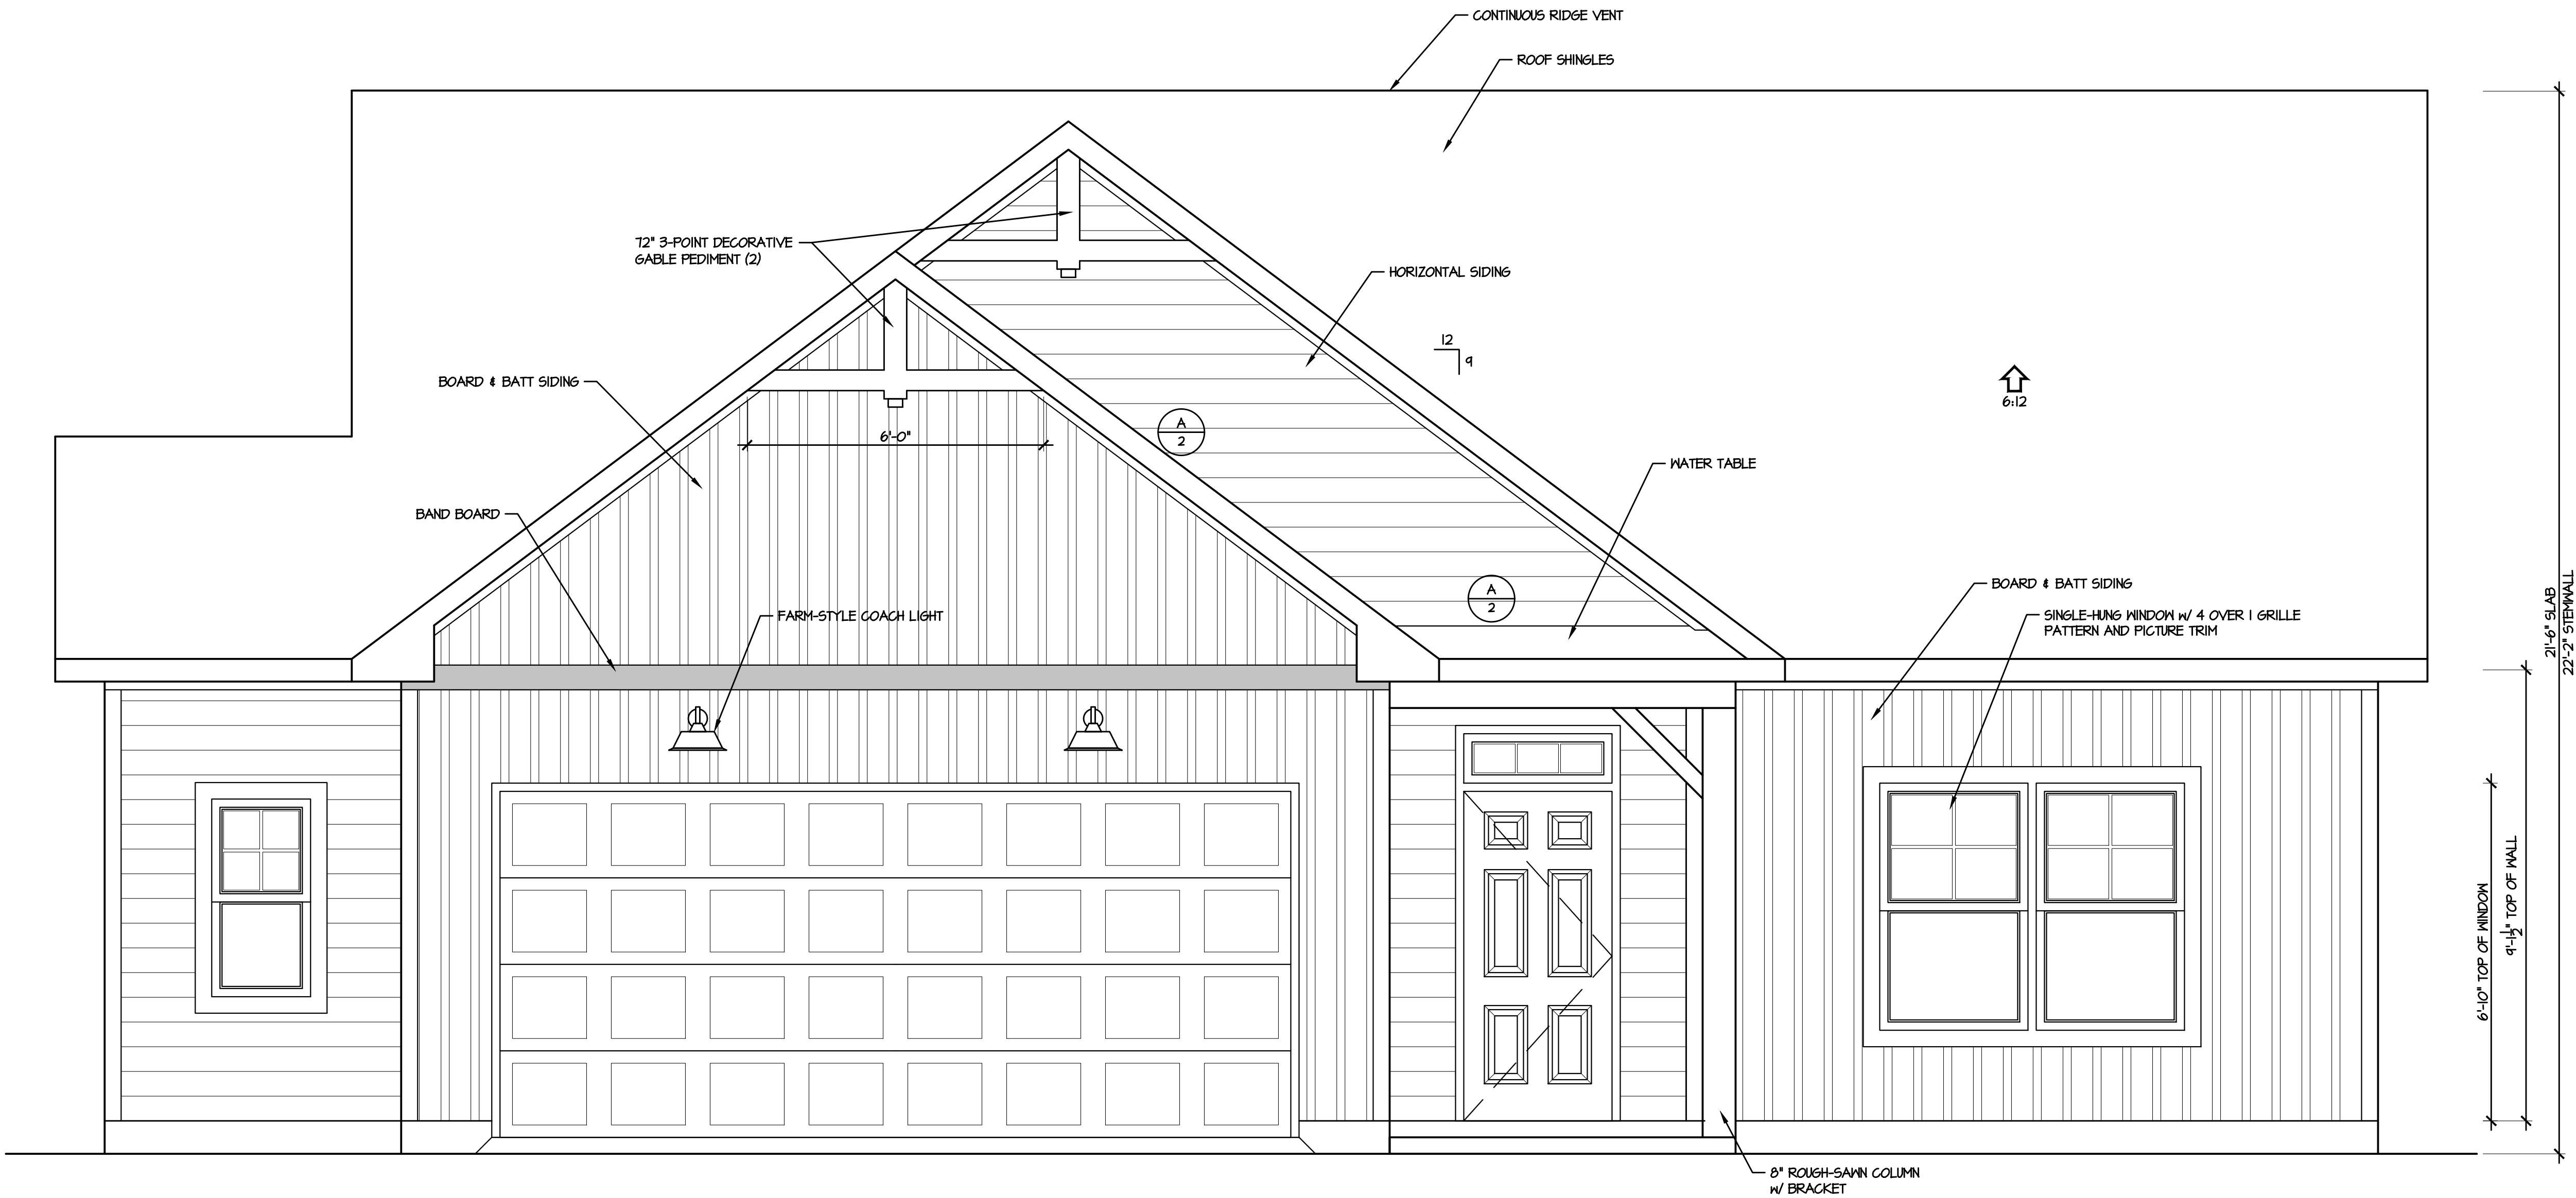 CONTINUOUS RIDGE VENT
ROOF SHINGLES
72" 3-POINT DECORATIVE
GABLE PEDIMENT (2)
HORIZONTAL SIDING
12
9
BOARD & BATT SIDING
6:12
A
2
6'-0"
WATER TABLE
BAND BOARD
A
2
BOARD & BATT SIDING
FARM-STYLE COACH LIGHT
SINGLE-HUNG WINDOW w/ 4 OVER 1 GRILLE
PATTERN AND PICTURE TRIM
21'-6" SLAB
22'-2" STEMWALL
6'-10" TOP OF WINDOW
9'-1 1/2" TOP OF WALL
8" ROUGH-SAWN COLUMN
w/ BRACKET